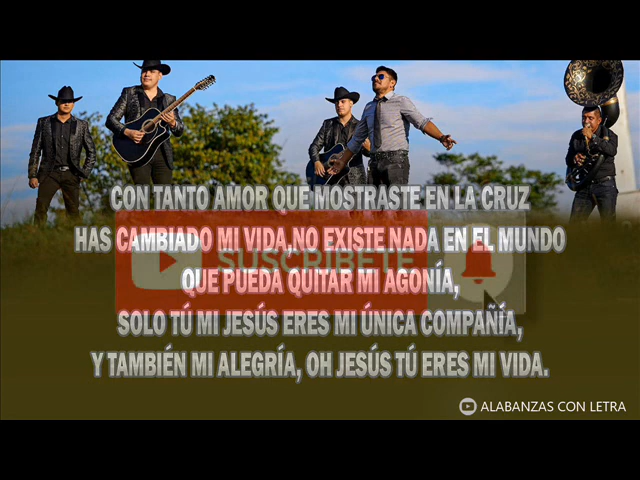 CON TANTO AMOR QUE MOSTRASTE EN LA CRUZ
HAS CAMBIADO MI VIDA,NO EXISTE NADA EN EL MUNDO
SUSCRIBETE
QUE PUEDA QUITAR MI AGONÍA,
SOLO TÚ MI JESÚS ERES MI ÚNICA COMPAÑÍA,
Y TAMBIÉN MI ALEGRÍA, OH JESÚS TÚ ERES MI VIDA.
ALABANZAS CON LETRA